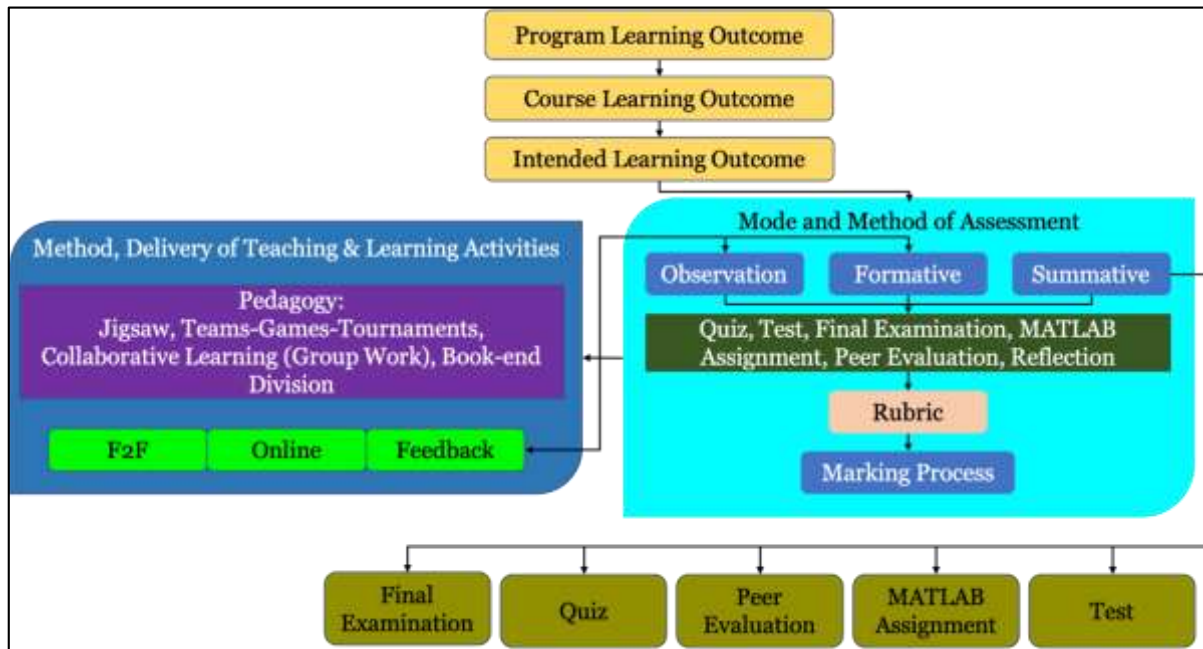 Program Learning Outcome
Course Learning Outcome
Intended Learning Outcome
Method, Delivery of Teaching & Learning Activities
Pedagogy:
Jigsaw, Teams-Games-Tournaments,
Collaborative Learning (Group Work), Book-end
Division
F2F
Online
Feedback
Mode and Method of Assessment
Observation
Formative
Summative
Quiz, Test, Final Examination, MATLAB
Assignment, Peer Evaluation, Reflection
Rubric
Marking Process
Final
Examination
Quiz
Peer
Evaluation
MATLAB
Assignment
Test